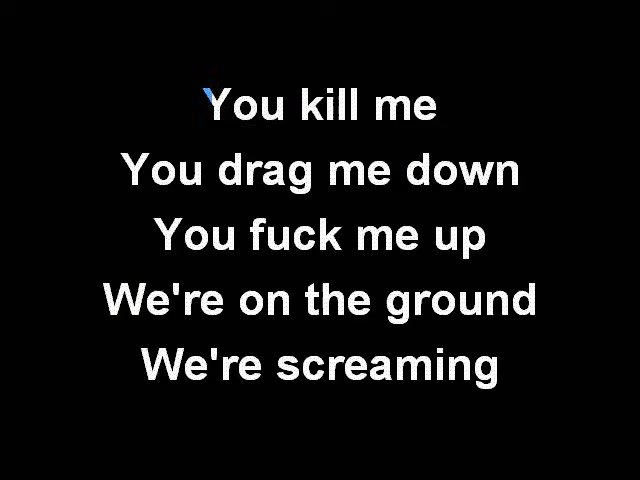 You kill me
You drag me down
You fuck me up
We're on the ground
We're screaming